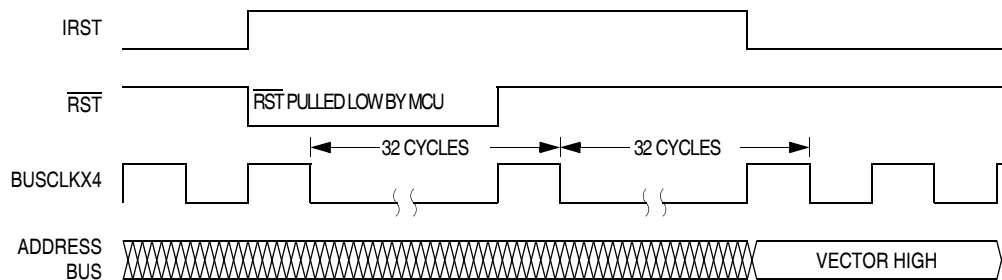 IRST
RST
RST PULLED LOW BY MCU
32 CYCLES
32 CYCLES
BUSCLKX4
ADDRESS
BUS
VECTOR HIGH